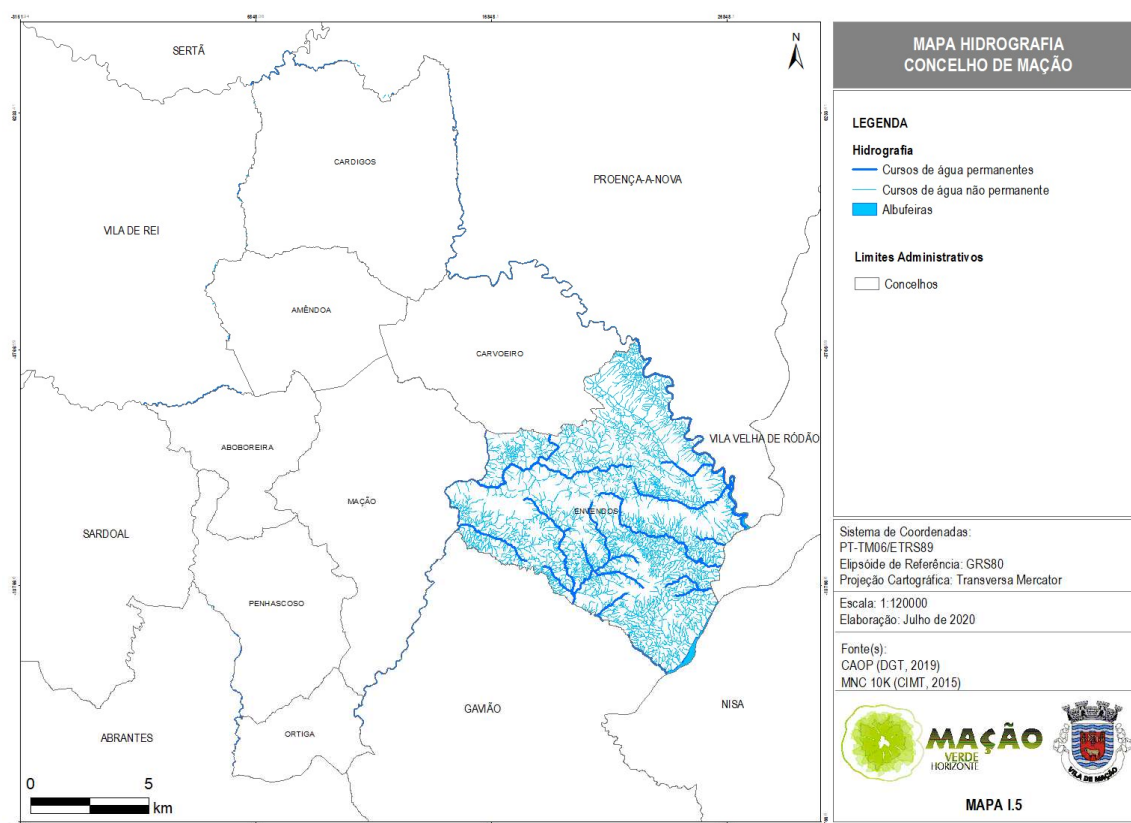 SERTÃ
N
CARDIGOS
PROENÇA-A-NOVA
VILA DE REI
AMÊNDOA
CARVOEIRO
VILA VELHA DE RÓDÃO
ABOBOREIRA
MAÇÃO
ENVENDOS
SARDOAL
PENHASCOSO
GAVIÃO
NISA
ABRANTES
ORTIGA
0 5
km
MAPA HIDROGRAFIA
CONCELHO DE MAÇÃO
LEGENDA
Hidrografia
Cursos de água permanentes
Cursos de água não permanente
Albufeiras
Limites Administrativos
Concelhos
Sistema de Coordenadas:
PT-TM06/ETRS89
Elipsóide de Referência: GRS80
Projeção Cartográfica: Transversa Mercator
Escala: 1:120000
Elaboração: Julho de 2020
Fonte(s):
CAOP (DGT, 2019)
MNC 10K (CIMT, 2015)
MAÇÃO
VERDE
HORIZONTE
VILA DE MAÇÃO
MAPA I.5